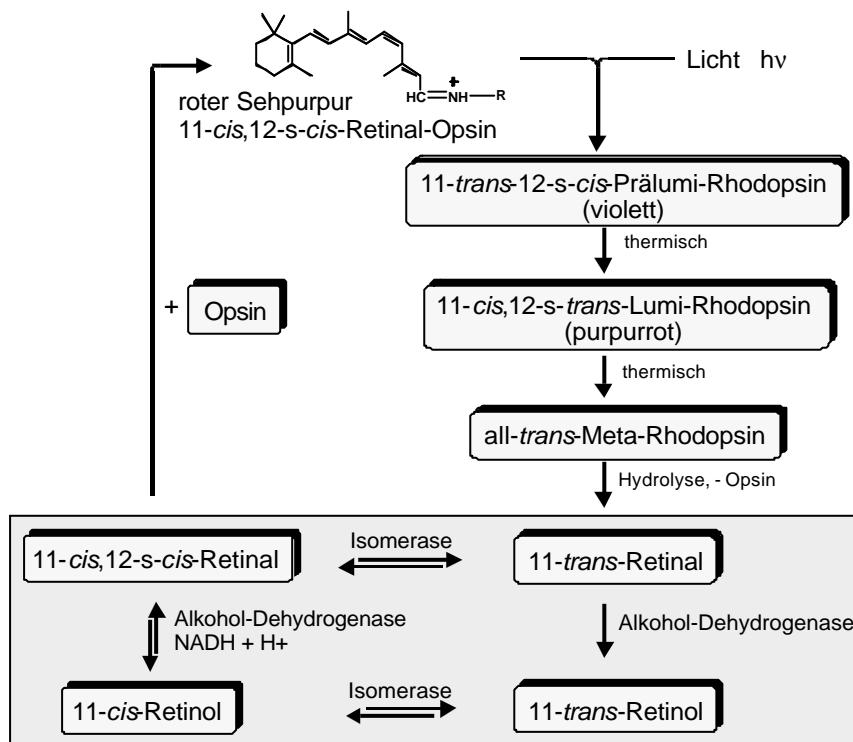 Licht hν
HC=NH–R
+
roter Sehpurpur
11-cis,12-s-cis-Retinal-Opsin
11-trans-12-s-cis-Prälumi-Rhodopsin
(violett)
thermisch
+ Opsin
11-cis,12-s-trans-Lumi-Rhodopsin
(purpurrot)
thermisch
all-trans-Meta-Rhodopsin
Hydrolyse, - Opsin
11-cis,12-s-cis-Retinal
Isomerase
11-trans-Retinal
Alkohol-Dehydrogenase
NADH + H+
Alkohol-Dehydrogenase
11-cis-Retinol
Isomerase
11-trans-Retinol